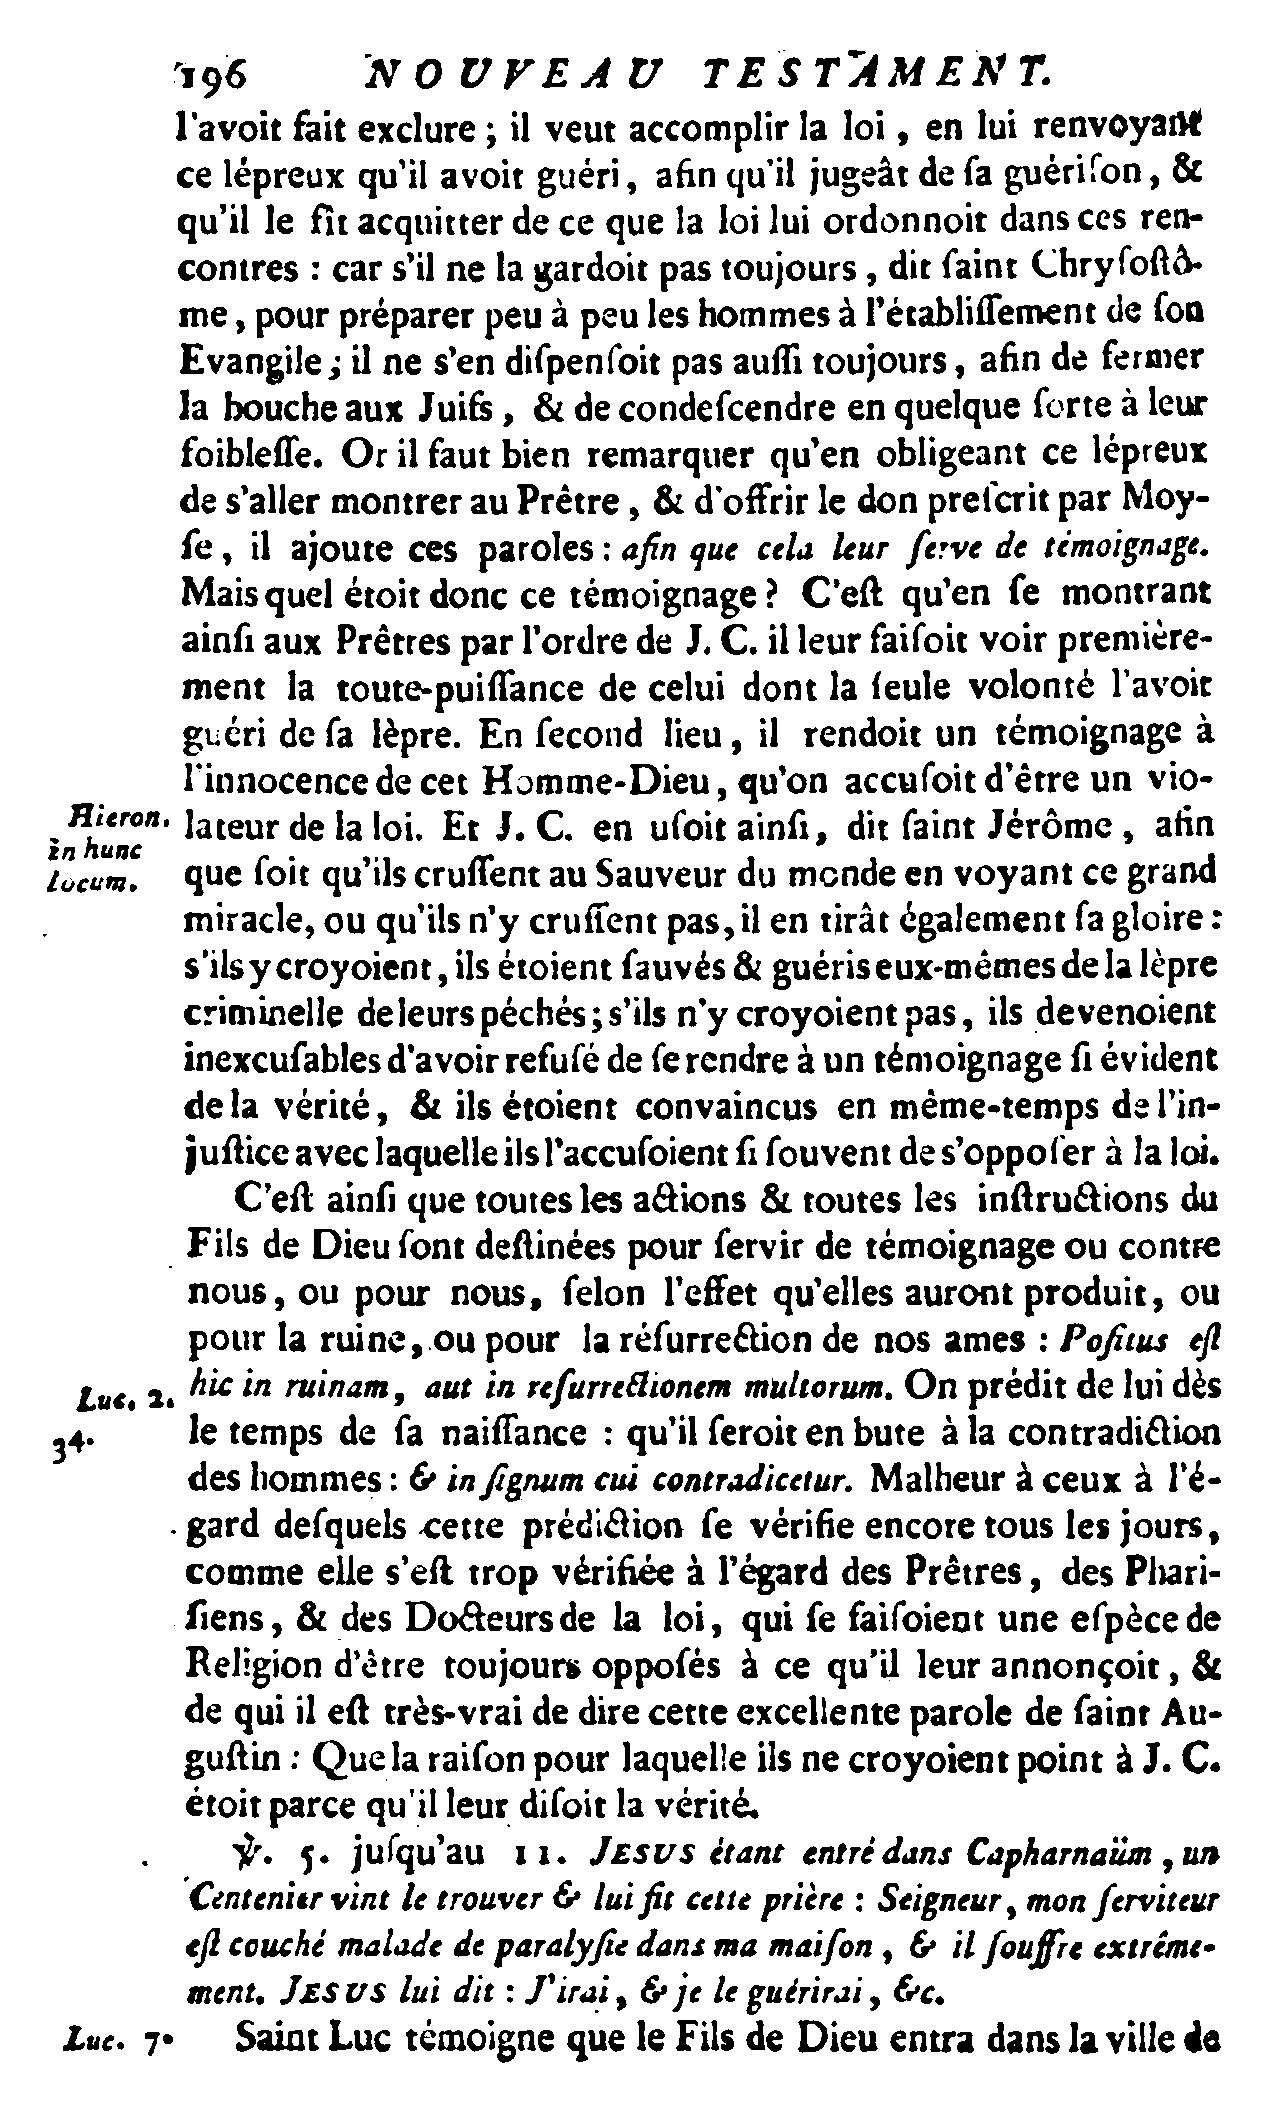 196 NOUVEAU TESTAMENT.
l'avoit fait exclure ; il veut accomplir la loi , en lui renvoyant
ce lépreux qu'il avoit guéri , afin qu'il jugeât de ſa guériſon , &
qu'il le fît acquitter de ce que la loi lui ordonnoit dans ces ren-
contres : car s'il ne la gardoit pas toujours , dit ſaint Chryſoſtô-
me , pour préparer peu à peu les hommes à l'établiſſement de ſon
Evangile ; il ne s'en diſpenſoit pas auſſi toujours , afin de fermer
la bouche aux Juifs , & de condeſcendre en quelque ſorte à leur
foibleſſe. Or il faut bien remarquer qu'en obligeant ce lépreux
de s'aller montrer au Prêtre , & d'offrir le don preſcrit par Moy-
ſe , il ajoute ces paroles : afin que cela leur ſerve de témoignage.
Mais quel étoit donc ce témoignage ? C'eſt qu'en ſe montrant
ainſi aux Prêtres par l'ordre de J. C. il leur faiſoit voir première-
ment la toute-puiſſance de celui dont la ſeule volonté l'avoit
guéri de ſa lèpre. En ſecond lieu , il rendoit un témoignage à
l'innocence de cet Homme-Dieu , qu'on accuſoit d'être un vio-
Hieron. lateur de la loi. Et J. C. en uſoit ainſi , dit ſaint Jérôme , afin
in hunc
locum. que ſoit qu'ils cruſſent au Sauveur du monde en voyant ce grand
miracle, ou qu'ils n'y cruſſent pas , il en tirât également ſa gloire :
s'ils y croyoient , ils étoient ſauvés & guéris eux-mêmes de la lèpre
criminelle de leurs péchés ; s'ils n'y croyoient pas , ils devenoient
inexcuſables d'avoir refuſé de ſe rendre à un témoignage ſi évident
de la vérité , & ils étoient convaincus en même-temps de l'in-
juſtice avec laquelle ils l'accuſoient ſi ſouvent de s'oppoſer à la loi.
C'eſt ainſi que toutes les actions & toutes les inſtructions du
Fils de Dieu ſont deſtinées pour ſervir de témoignage ou contre
nous , ou pour nous , ſelon l'effet qu'elles auront produit , ou
pour la ruine , ou pour la réſurrection de nos ames : Poſitus eſt
Luc. 2. hic in ruinam , aut in reſurrectionem multorum. On prédit de lui dès
34. le temps de ſa naiſſance : qu'il ſeroit en bute à la contradiction
des hommes : & in ſignum cui contradicetur. Malheur à ceux à l'é-
gard deſquels cette prédiction ſe vérifie encore tous les jours ,
comme elle s'eſt trop vérifiée à l'égard des Prêtres , des Phari-
ſiens , & des Docteurs de la loi , qui ſe faiſoient une eſpèce de
Religion d'être toujours oppoſés à ce qu'il leur annonçoit , &
de qui il eſt très-vrai de dire cette excellente parole de ſaint Au-
guſtin : Que la raiſon pour laquelle ils ne croyoient point à J. C.
étoit parce qu'il leur diſoit la vérité.
℣. 5. juſqu'au 11. JESUS étant entré dans Capharnaüm , un
Centenier vint le trouver & lui fit cette prière : Seigneur , mon ſerviteur
eſt couché malade de paralyſie dans ma maiſon , & il ſouffre extrême-
ment. JESUS lui dit : J'irai , & je le guérirai , &c.
Luc. 7. Saint Luc témoigne que le Fils de Dieu entra dans la ville de